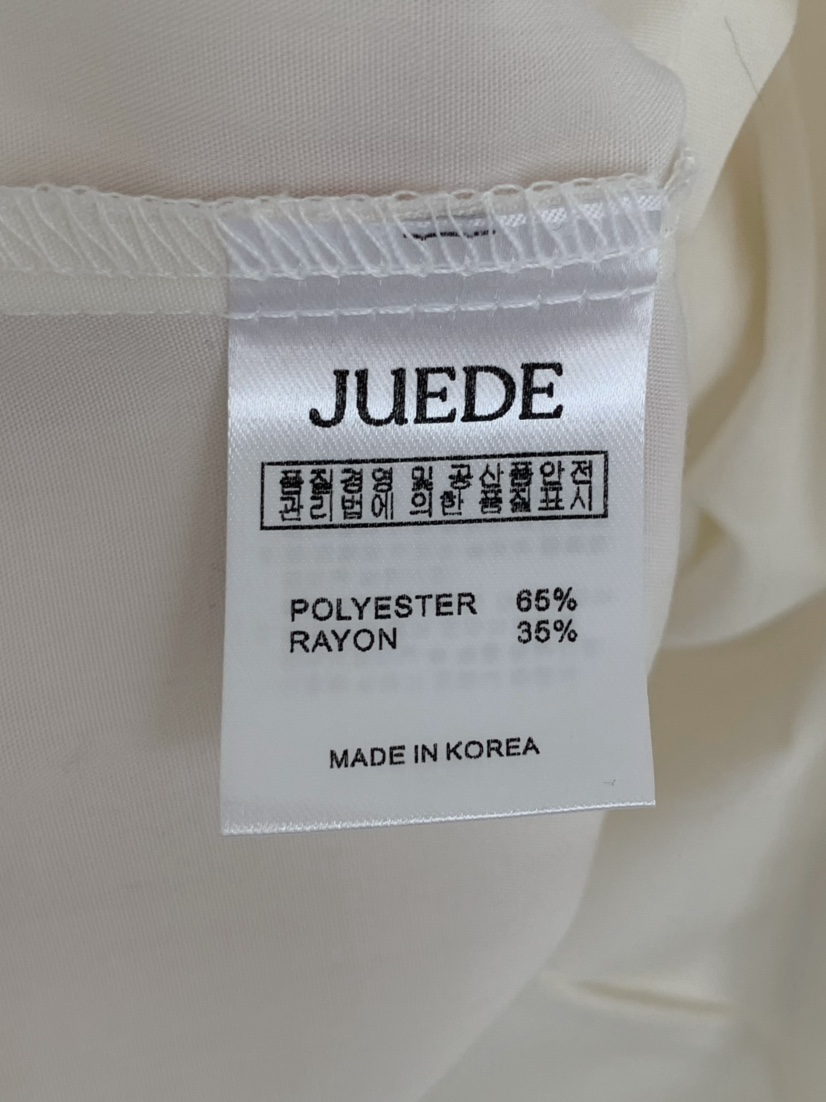 JUEDE
품질경영 및 공산품안전
관리법에 의한 품질표시
POLYESTER 65%
RAYON 35%
MADE IN KOREA